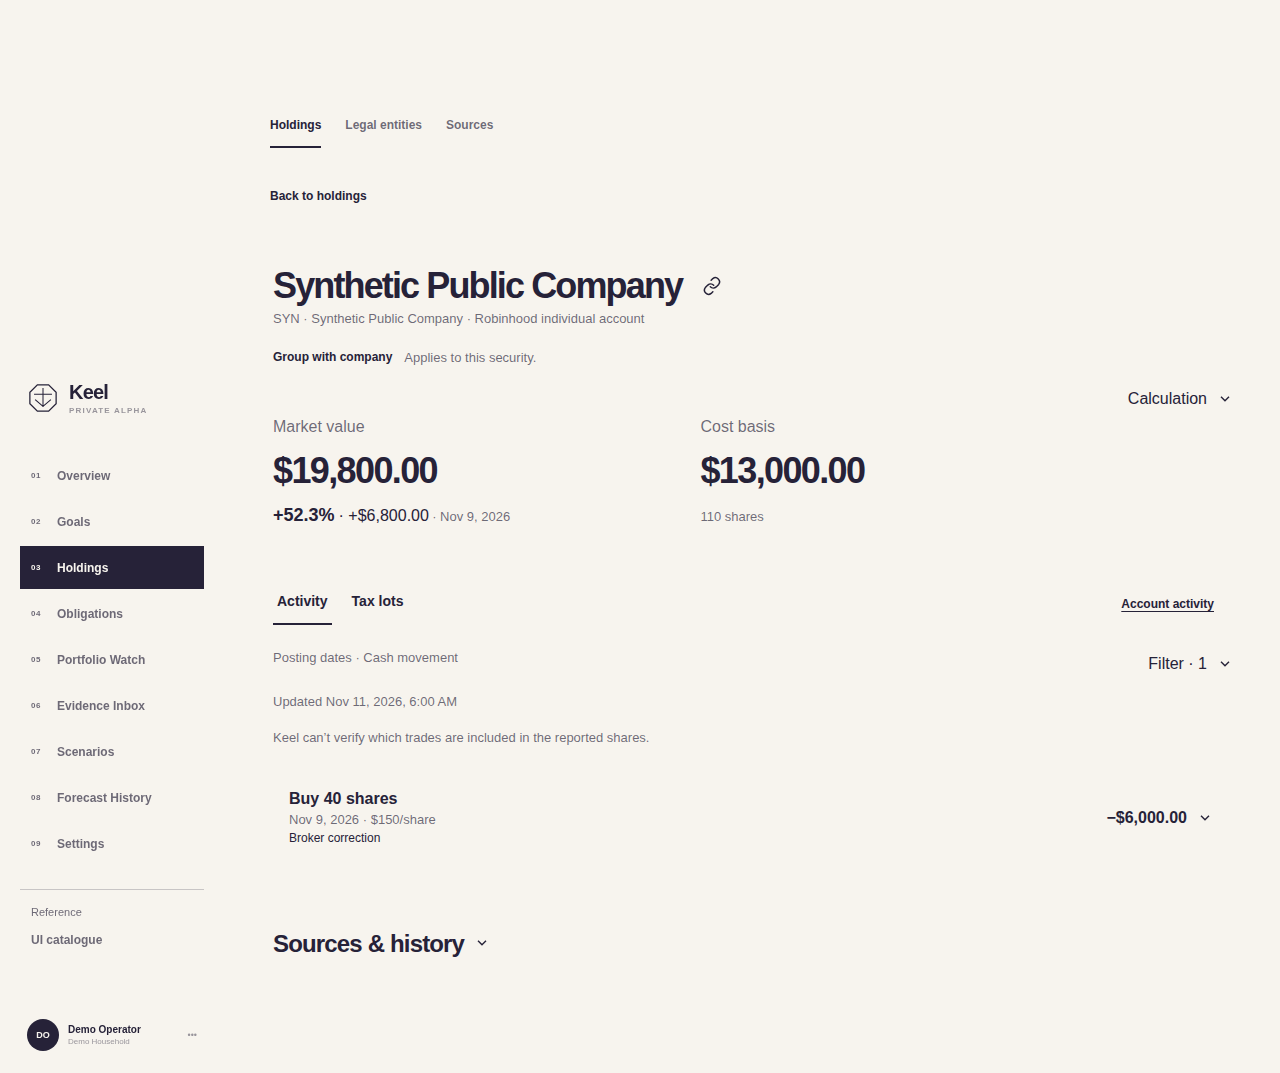 Holdings Legal entities Sources
Back to holdings
Synthetic Public Company
SYN · Synthetic Public Company · Robinhood individual account
Group with company Applies to this security.
Calculation
Market value
$19,800.00
+52.3% · +$6,800.00 · Nov 9, 2026
Cost basis
$13,000.00
110 shares
Activity Tax lots
Account activity
Posting dates · Cash movement
Filter · 1
Updated Nov 11, 2026, 6:00 AM
Keel can’t verify which trades are included in the reported shares.
Buy 40 shares
Nov 9, 2026 · $150/share
Broker correction
−$6,000.00
Sources & history
Keel
PRIVATE ALPHA
01 Overview
02 Goals
03 Holdings
04 Obligations
05 Portfolio Watch
06 Evidence Inbox
07 Scenarios
08 Forecast History
09 Settings
Reference
UI catalogue
DO
Demo Operator
Demo Household